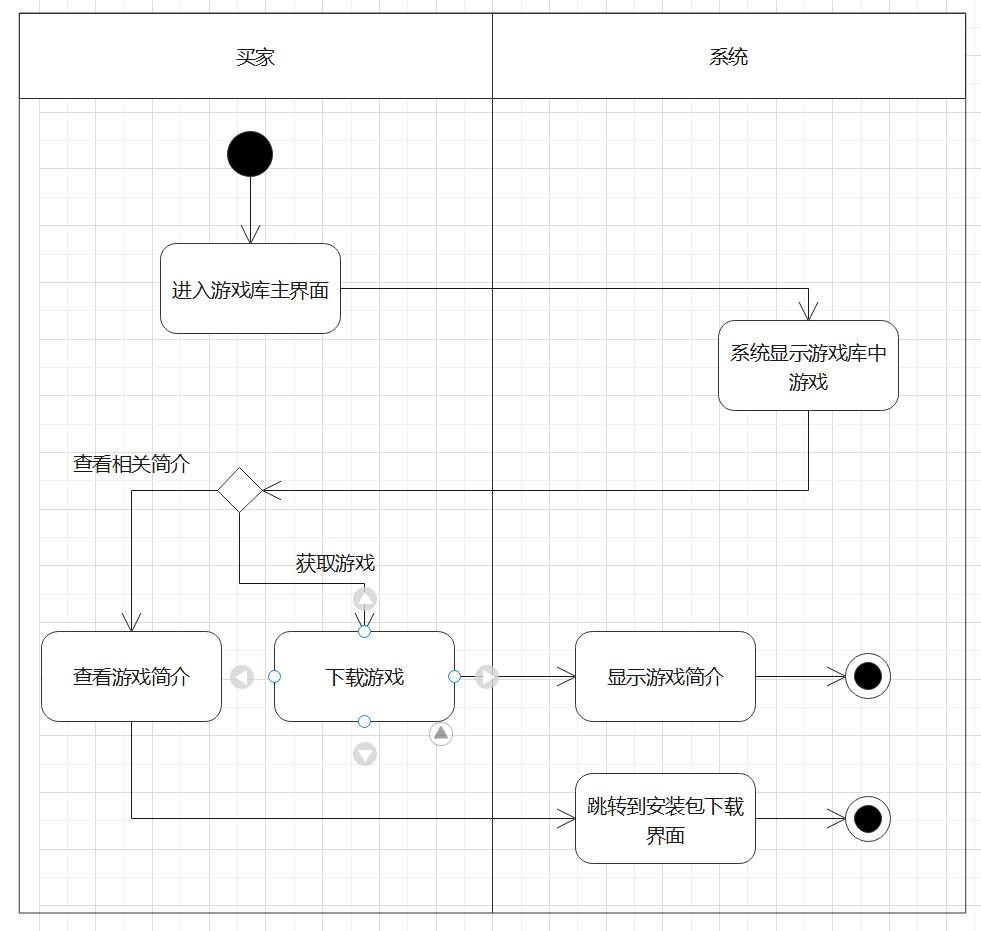 买家
系统
进入游戏库主界面
系统显示游戏库中
游戏
查看相关简介
获取游戏
查看游戏简介
下载游戏
显示游戏简介
跳转到安装包下载
界面